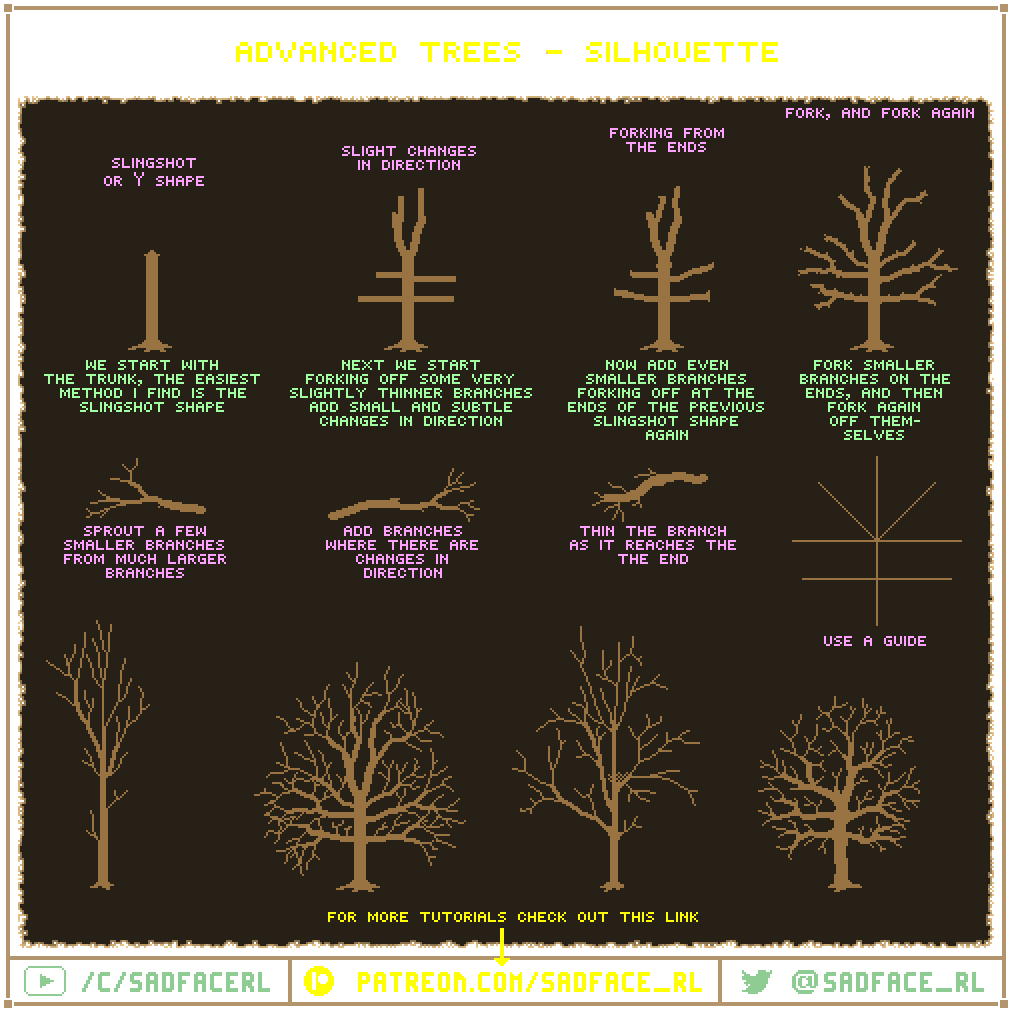 ADVANCED TREES - SILHOUETTE
SLINGSHOT
OR Y SHAPE
SLIGHT CHANGES
IN DIRECTION
FORKING FROM
THE ENDS
FORK, AND FORK AGAIN
WE START WITH
THE TRUNK, THE EASIEST
METHOD I FIND IS THE
SLINGSHOT SHAPE
NEXT WE START
FORKING OFF SOME VERY
SLIGHTLY THINNER BRANCHES
ADD SMALL AND SUBTLE
CHANGES IN DIRECTION
NOW ADD EVEN
SMALLER BRANCHES
FORKING OFF AT THE
ENDS OF THE PREVIOUS
SLINGSHOT SHAPE
AGAIN
FORK SMALLER
BRANCHES ON THE
ENDS, AND THEN
FORK AGAIN
OFF THEM-
SELVES
SPROUT A FEW
SMALLER BRANCHES
FROM MUCH LARGER
BRANCHES
ADD BRANCHES
WHERE THERE ARE
CHANGES IN
DIRECTION
THIN THE BRANCH
AS IT REACHES THE
THE END
USE A GUIDE
FOR MORE TUTORIALS CHECK OUT THIS LINK
/C/SADFACERL
PATREON.COM/SADFACE_RL
@SADFACE_RL